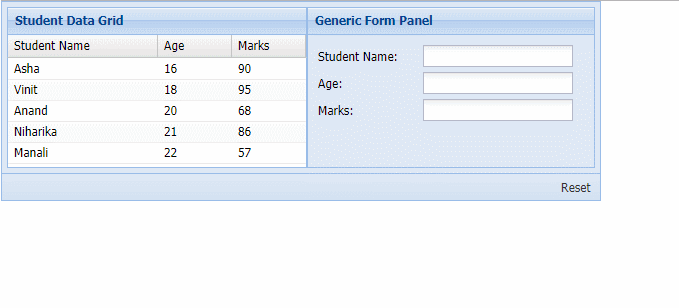 Student Data Grid
Student Name Age Marks
Asha 16 90
Vinit 18 95
Anand 20 68
Niharika 21 86
Manali 22 57
Generic Form Panel
Student Name:
Age:
Marks:
Reset